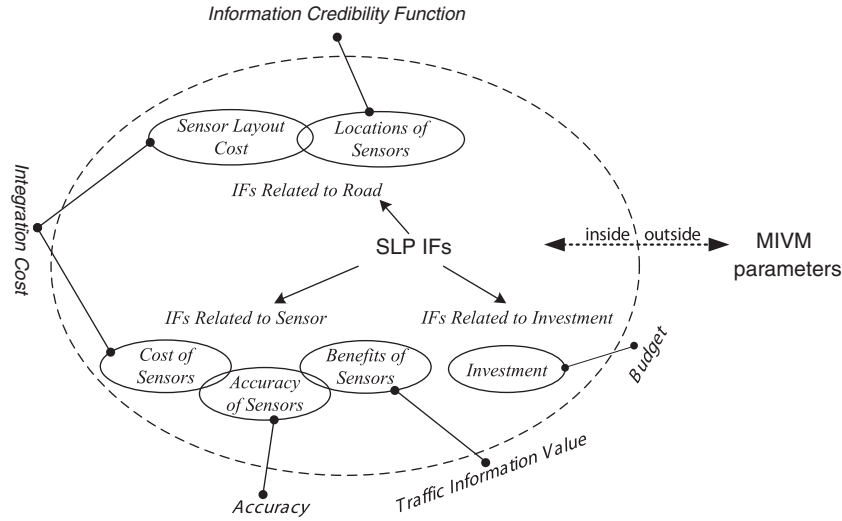 Information Credibility Function
Sensor Layout
Cost
Locations of
Sensors
IFs Related to Road
Integration Cost
SLP IFs
inside
outside
MIVM
parameters
IFs Related to Sensor
IFs Related to Investment
Cost of
Sensors
Accuracy
of Sensors
Benefits of
Sensors
Investment
Budget
Traffic Information Value
Accuracy